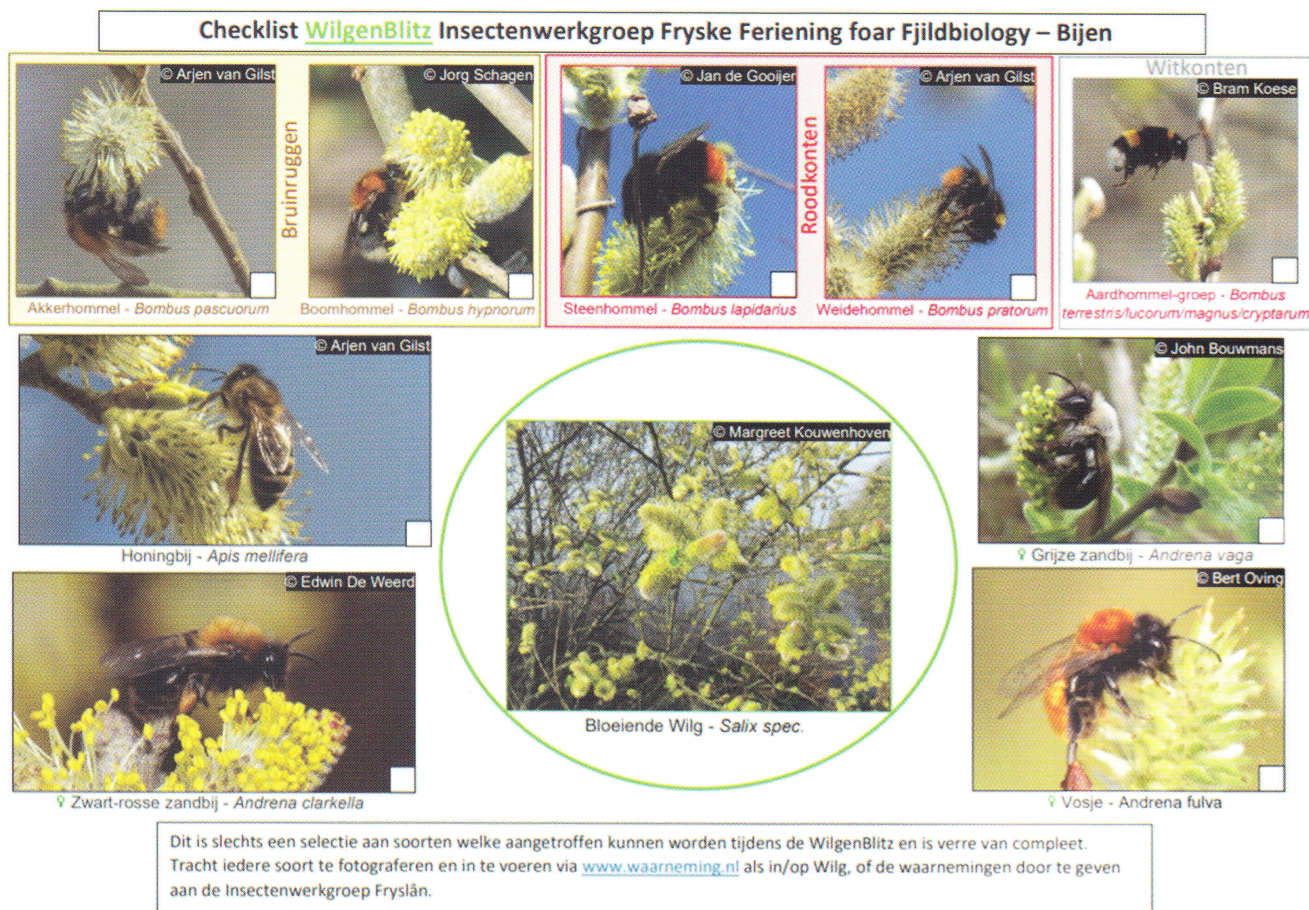 Checklist WilgenBlitz Insectenwerkgroep Fryske Feriening foar Fjildbiology – Bijen
© Arjen van Gilst
Bruinruggen
© Jorg Schagen
Akkerhommel - Bombus pascuorum
Boomhommel - Bombus hypnorum
© Jan de Gooijer
Roodkonten
© Arjen van Gilst
Steenhommel - Bombus lapidarius
Weidehommel - Bombus pratorum
Witkonten
© Bram Koese
Aardhommel-groep - Bombus
terrestris/lucorum/magnus/cryptarum
© Arjen van Gilst
Honingbij - Apis mellifera
© Margreet Kouwenhoven
Bloeiende Wilg - Salix spec.
© John Bouwmans
♀ Grijze zandbij - Andrena vaga
© Edwin De Weerd
♀ Zwart-rosse zandbij - Andrena clarkella
© Bert Oving
♀ Vosje - Andrena fulva
Dit is slechts een selectie aan soorten welke aangetroffen kunnen worden tijdens de WilgenBlitz en is verre van compleet.
Tracht iedere soort te fotograferen en in te voeren via www.waarneming.nl als in/op Wilg, of de waarnemingen door te geven
aan de Insectenwerkgroep Fryslân.